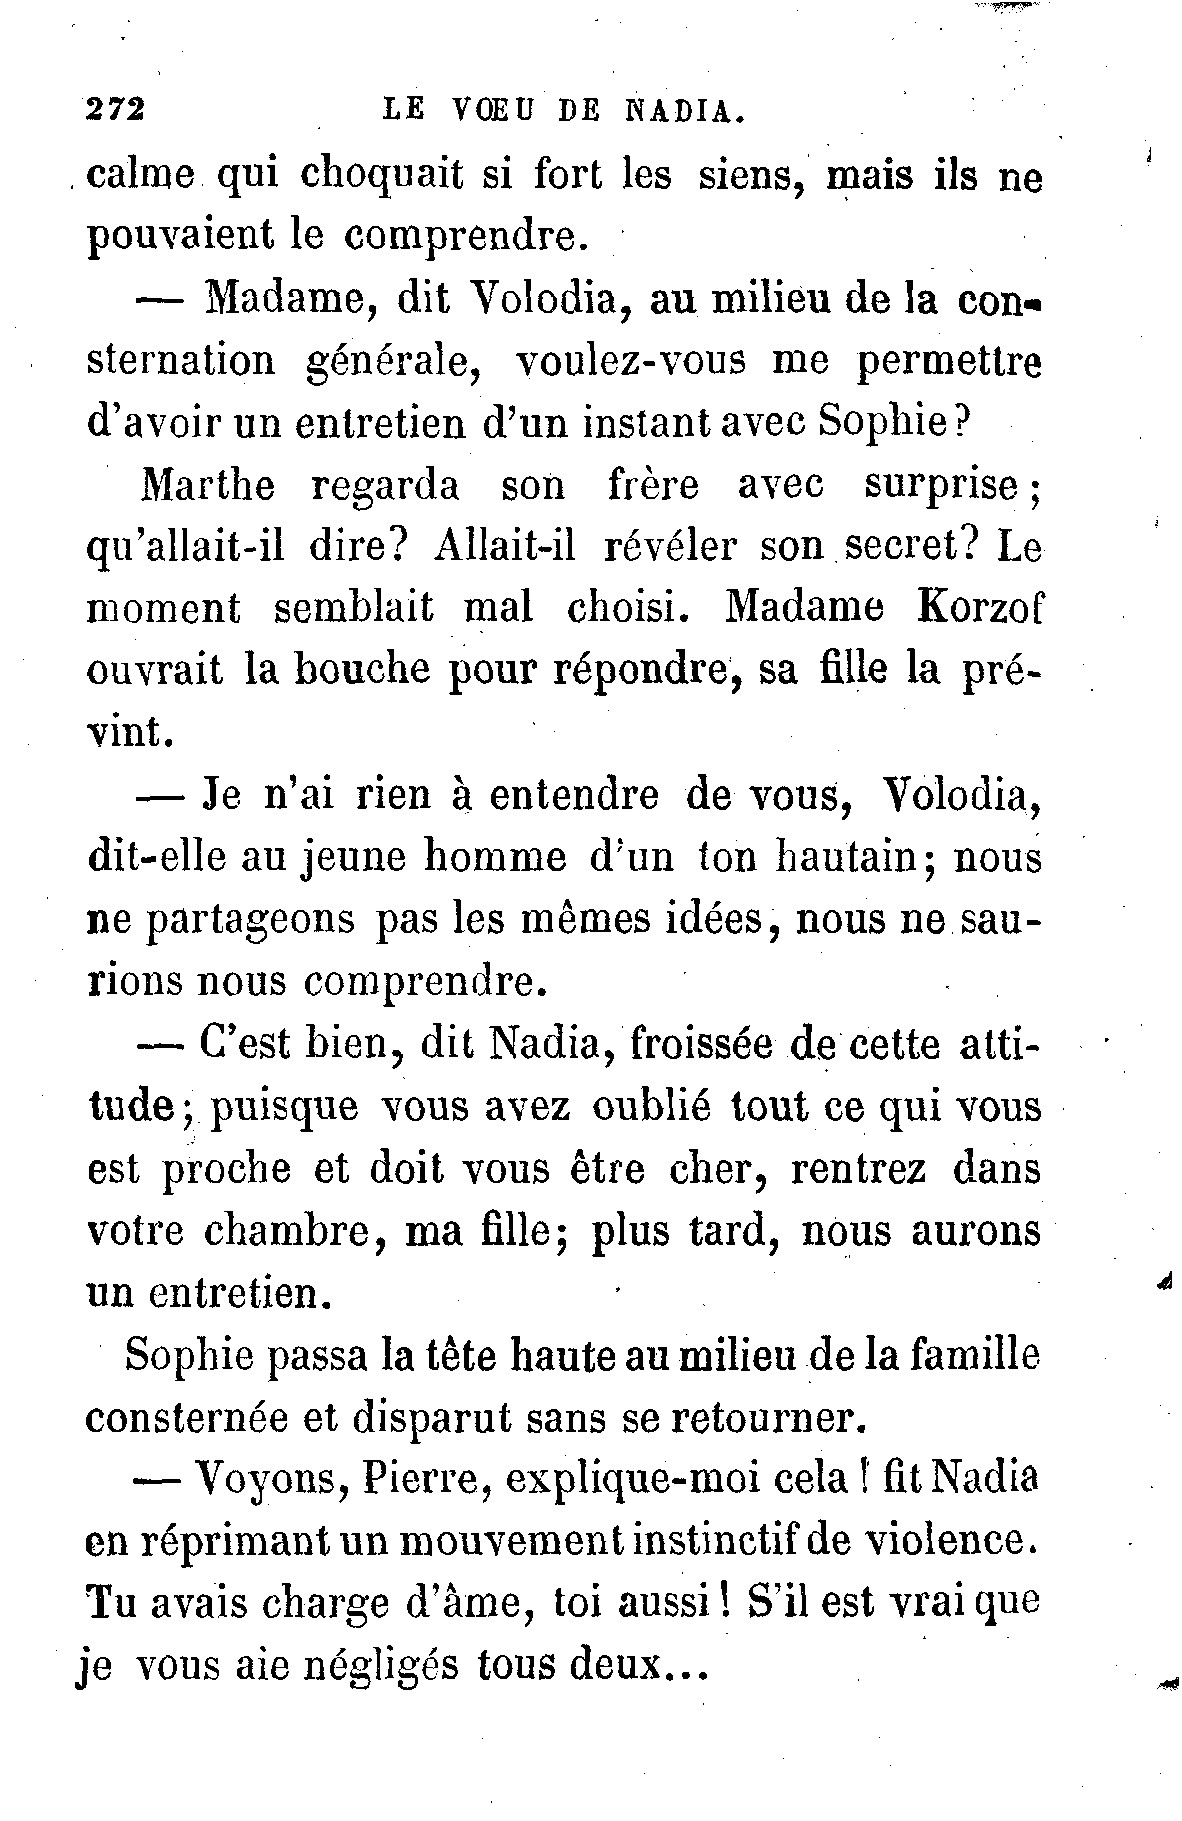 272 LE VŒU DE NADIA.
calme qui choquait si fort les siens, mais ils ne
pouvaient le comprendre.
— Madame, dit Volodia, au milieu de la con-
sternation générale, voulez-vous me permettre
d'avoir un entretien d'un instant avec Sophie?
Marthe regarda son frère avec surprise;
qu'allait-il dire? Allait-il révéler son secret? Le
moment semblait mal choisi. Madame Korzof
ouvrait la bouche pour répondre, sa fille la pré-
vint.
— Je n'ai rien à entendre de vous, Volodia,
dit-elle au jeune homme d'un ton hautain; nous
ne partageons pas les mêmes idées, nous ne sau-
rions nous comprendre.
— C'est bien, dit Nadia, froissée de cette atti-
tude; puisque vous avez oublié tout ce qui vous
est proche et doit vous être cher, rentrez dans
votre chambre, ma fille; plus tard, nous aurons
un entretien.
Sophie passa la tête haute au milieu de la famille
consternée et disparut sans se retourner.
— Voyons, Pierre, explique-moi cela! fit Nadia
en réprimant un mouvement instinctif de violence.
Tu avais charge d'âme, toi aussi! S'il est vrai que
je vous aie négligés tous deux...